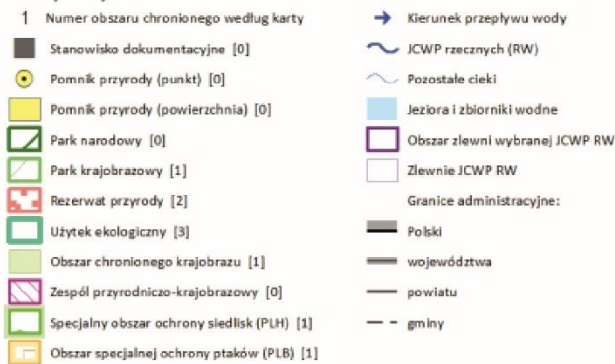 1 Numer obszaru chronionego według karty
Stanowisko dokumentacyjne [0]
Pomnik przyrody (punkt) [0]
Pomnik przyrody (powierzchnia) [0]
Park narodowy [0]
Park krajobrazowy [1]
Rezerwat przyrody [2]
Użytek ekologiczny [3]
Obszar chronionego krajobrazu [1]
Zespół przyrodniczo-krajobrazowy [0]
Specjalny obszar ochrony siedlisk (PLH) [1]
Obszar specjalnej ochrony ptaków (PLB) [1]
Kierunek przepływu wody
JCWP rzecznych (RW)
Pozostałe cieki
Jeziora i zbiorniki wodne
Obszar zlewni wybranej JCWP RW
Zlewnie JCWP RW
Granice administracyjne:
Polski
województwa
powiatu
gminy